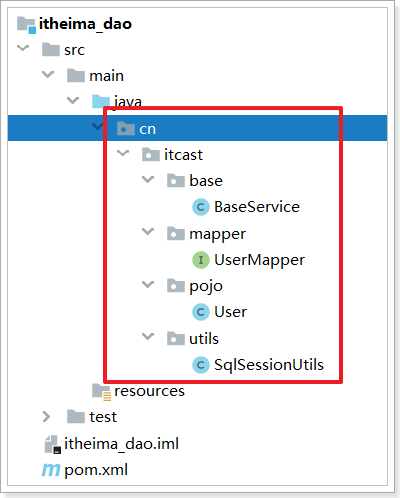 itheima_dao
src
main
java
cn
itcast
base
C BaseService
mapper
I UserMapper
pojo
C User
utils
C SqlSessionUtils
resources
test
itheima_dao.iml
m pom.xml